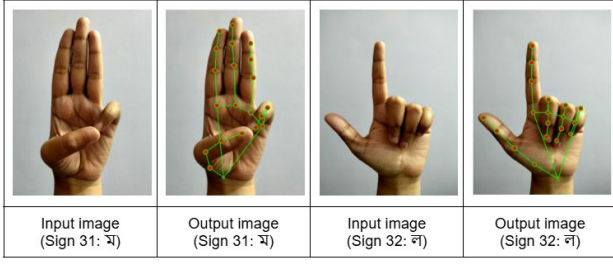 Input image
(Sign 31: ম)
Output image
(Sign 31: ম)
Input image
(Sign 32: ল)
Output image
(Sign 32: ল)